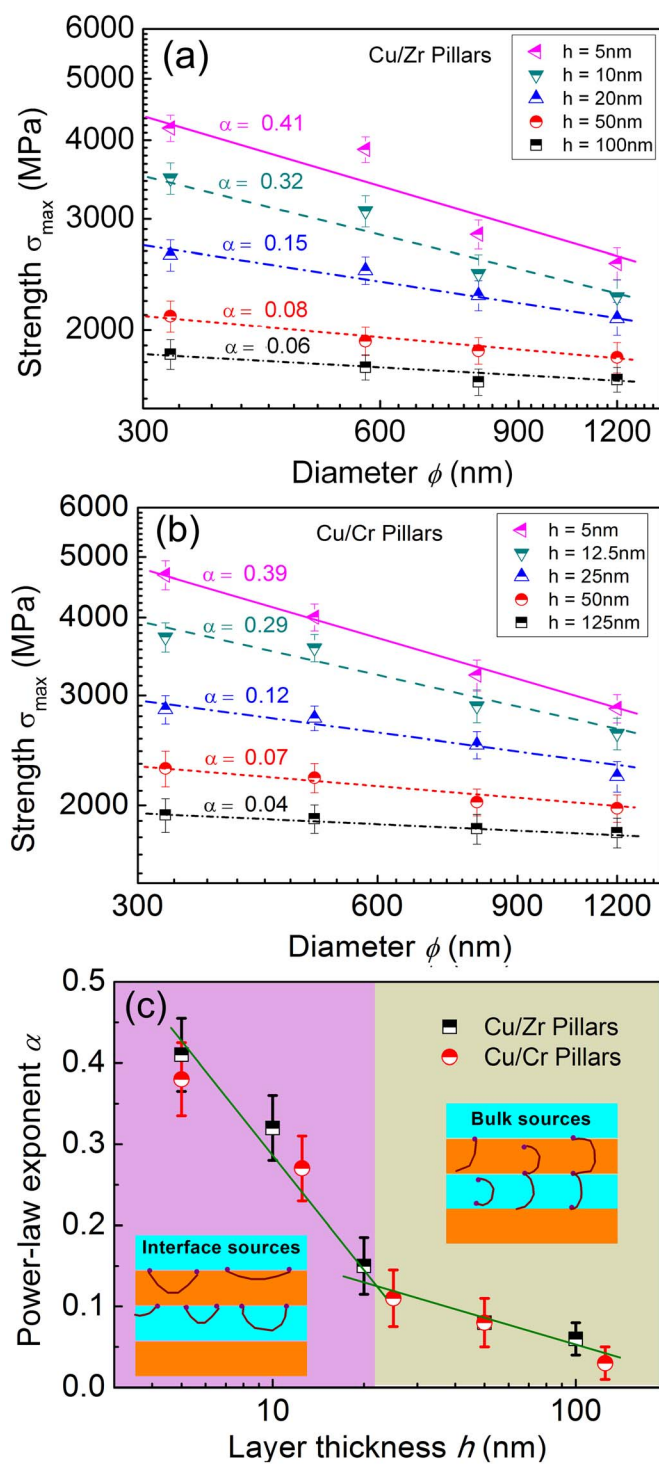 (a)
Cu/Zr Pillars
h = 5nm
h = 10nm
h = 20nm
h = 50nm
h = 100nm
α = 0.41
α = 0.32
α = 0.15
α = 0.08
α = 0.06
6000
4000
3000
2000
Strength σmax (MPa)
300
600
900
1200
Diameter ϕ (nm)
(b)
Cu/Cr Pillars
h = 5nm
h = 12.5nm
h = 25nm
h = 50nm
h = 125nm
α = 0.39
α = 0.29
α = 0.12
α = 0.07
α = 0.04
6000
5000
4000
3000
2000
Strength σmax (MPa)
300
600
900
1200
Diameter ϕ (nm)
(c)
Cu/Zr Pillars
Cu/Cr Pillars
Bulk sources
Interface sources
0.5
0.4
0.3
0.2
0.1
0.0
Power-law exponent α
10
100
Layer thickness h (nm)